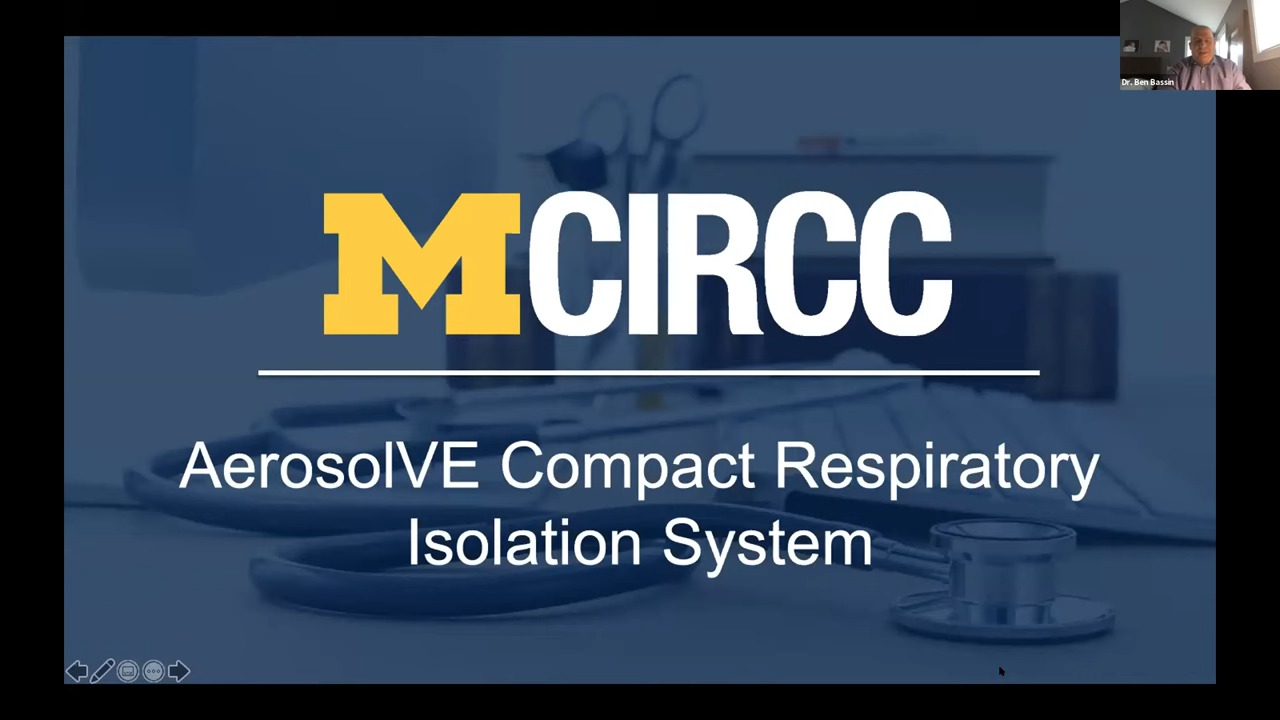 Dr. Ben Bassin
MCIRCC
AerosolVE Compact Respiratory
Isolation System